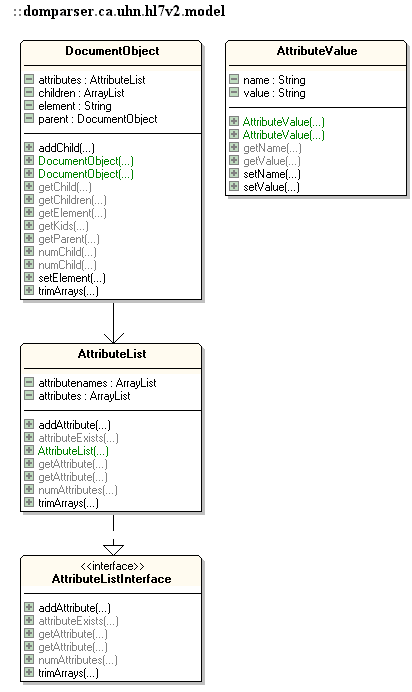 ::domparser.ca.uhn.hl7v2.model
DocumentObject
attributes : AttributeList
children : ArrayList
element : String
parent : DocumentObject
addChild(...)
DocumentObject(...)
DocumentObject(...)
getChild(...)
getChildren(...)
getElement(...)
getKids(...)
getParent(...)
numChild(...)
numChild(...)
setElement(...)
trimArrays(...)
AttributeValue
name : String
value : String
AttributeValue(...)
AttributeValue(...)
getName(...)
getValue(...)
setName(...)
setValue(...)
AttributeList
attributenames : ArrayList
attributes : ArrayList
addAttribute(...)
attributeExists(...)
AttributeList(...)
getAttribute(...)
getAttribute(...)
numAttributes(...)
trimArrays(...)
<<interface>>
AttributeListInterface
addAttribute(...)
attributeExists(...)
getAttribute(...)
getAttribute(...)
numAttributes(...)
trimArrays(...)